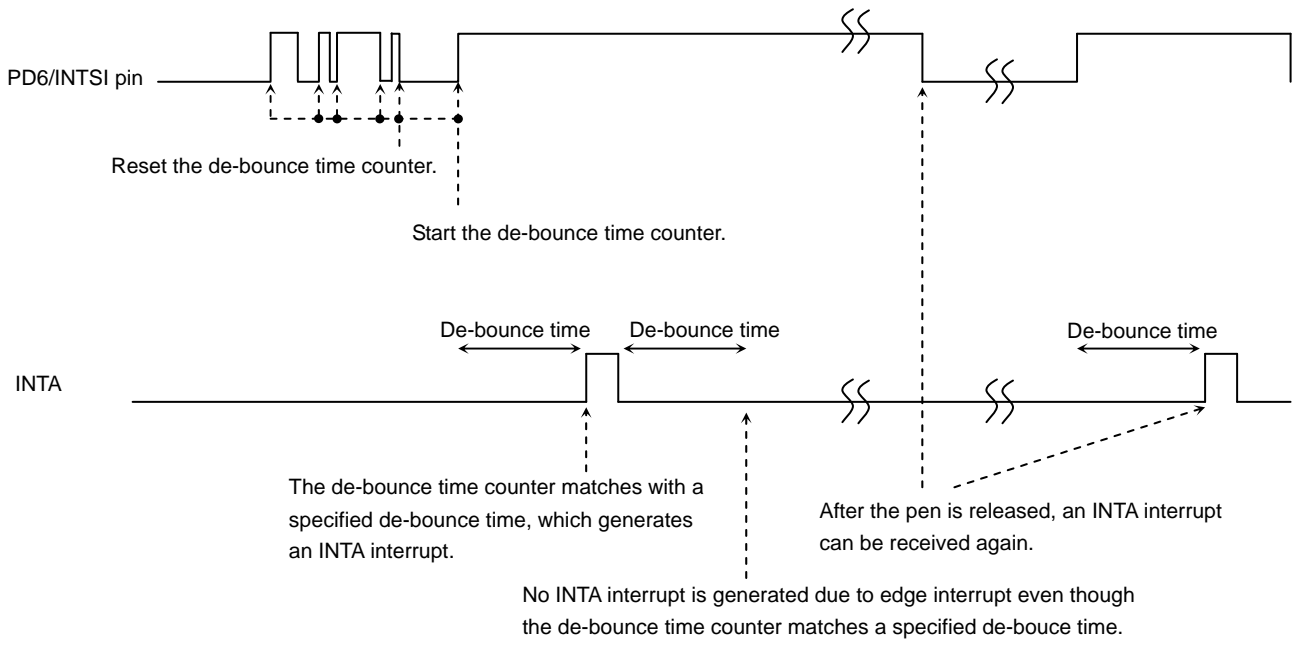 PD6/INTSI pin
Reset the de-bounce time counter.
Start the de-bounce time counter.
De-bounce time
De-bounce time
De-bounce time
INTA
The de-bounce time counter matches with a
specified de-bounce time, which generates
an INTA interrupt.
After the pen is released, an INTA interrupt
can be received again.
No INTA interrupt is generated due to edge interrupt even though
the de-bounce time counter matches a specified de-bouce time.